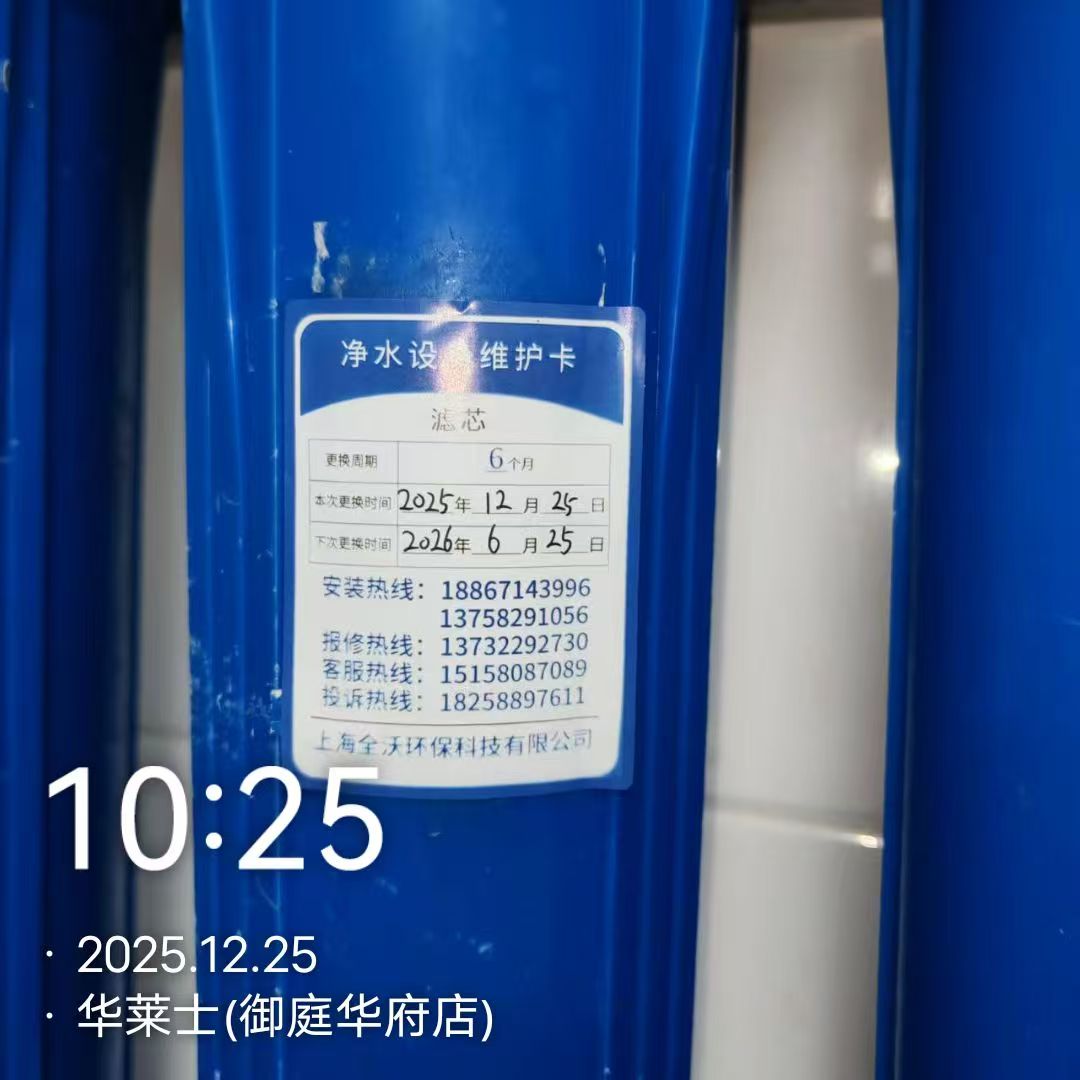 净水设 维护卡
滤芯
更换周期 6个月
本次更换时间 2025年 12 月 25 日
下次更换时间 2026年 6 月 25 日
安装热线：18867143996
13758291056
报修热线：13732292730
客服热线：15158087089
投诉热线：18258897611
上海全沃环保科技有限公司
10:25
· 2025.12.25
· 华莱士(御庭华府店)